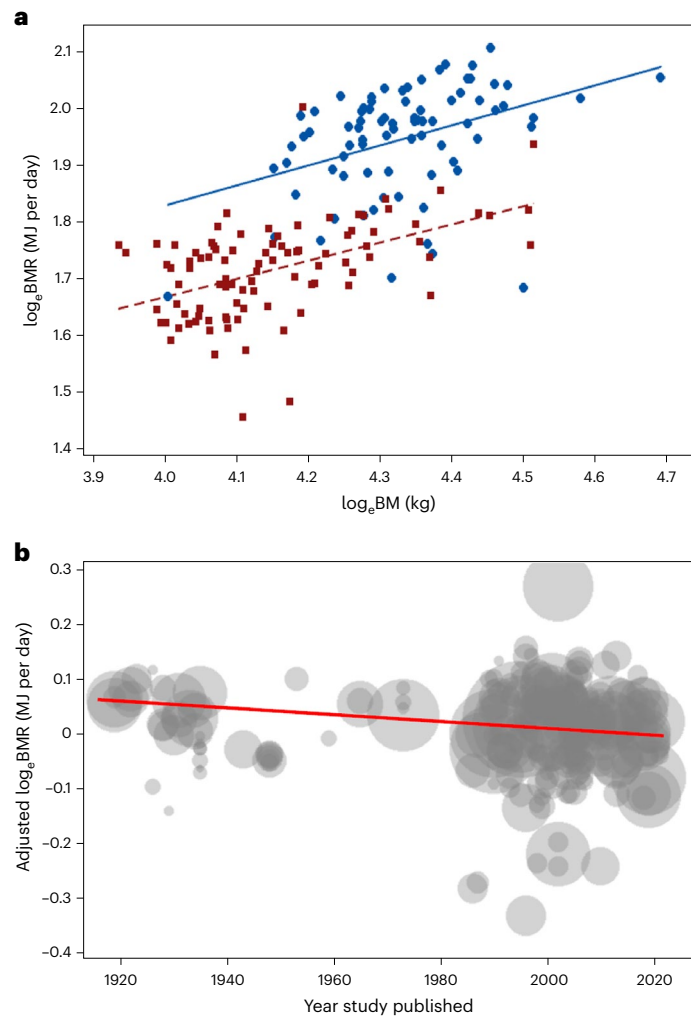 a
log_eBMR (MJ per day)
2.1
2.0
1.9
1.8
1.7
1.6
1.5
1.4
3.9 4.0 4.1 4.2 4.3 4.4 4.5 4.6 4.7
log_eBM (kg)
b
Adjusted log_eBMR (MJ per day)
0.3
0.2
0.1
0
–0.1
–0.2
–0.3
–0.4
1920 1940 1960 1980 2000 2020
Year study published